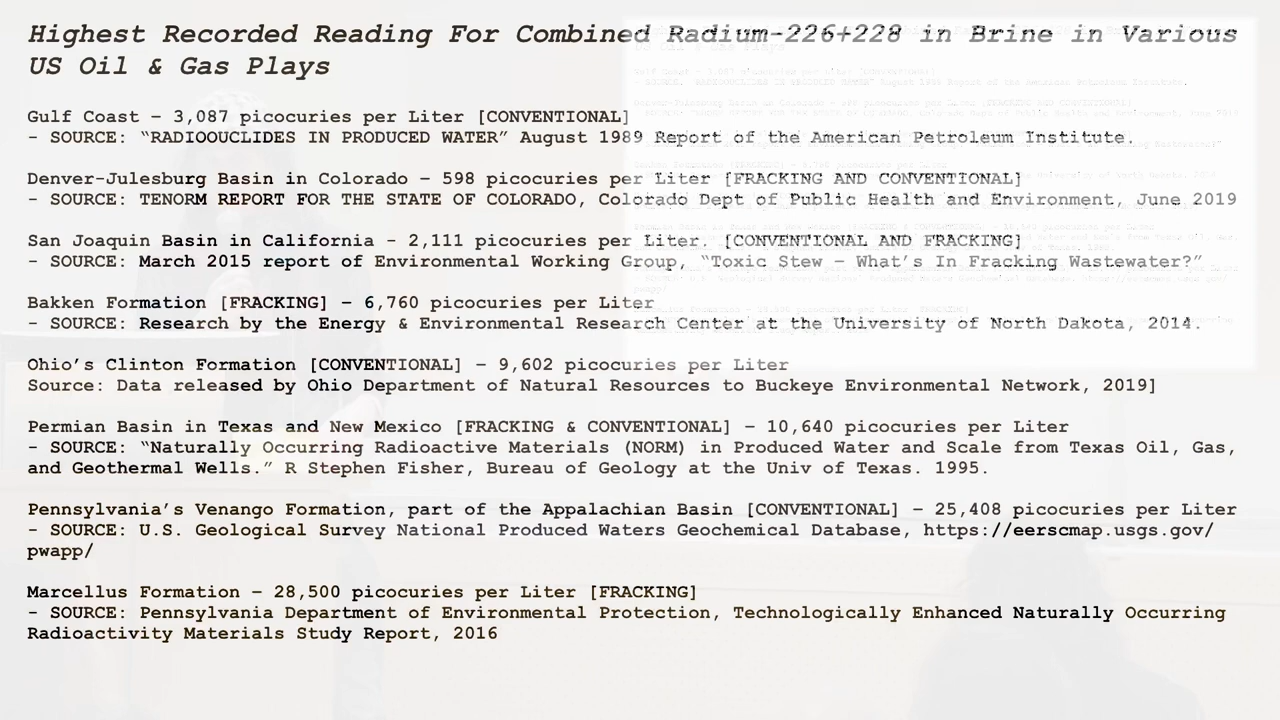 Highest Recorded Reading For Combined Radium-226+228 in Brine in Various
US Oil & Gas Plays
Gulf Coast – 3,087 picocuries per Liter [CONVENTIONAL]
- SOURCE: “RADIOOUCLIDES IN PRODUCED WATER” August 1989 Report of the American Petroleum Institute.
Denver-Julesburg Basin in Colorado – 598 picocuries per Liter [FRACKING AND CONVENTIONAL]
- SOURCE: TENORM REPORT FOR THE STATE OF COLORADO, Colorado Dept of Public Health and Environment, June 2019
San Joaquin Basin in California - 2,111 picocuries per Liter. [CONVENTIONAL AND FRACKING]
- SOURCE: March 2015 report of Environmental Working Group, “Toxic Stew – What’s In Fracking Wastewater?”
Bakken Formation [FRACKING] – 6,760 picocuries per Liter
- SOURCE: Research by the Energy & Environmental Research Center at the University of North Dakota, 2014.
Ohio’s Clinton Formation [CONVENTIONAL] – 9,602 picocuries per Liter
Source: Data released by Ohio Department of Natural Resources to Buckeye Environmental Network, 2019]
Permian Basin in Texas and New Mexico [FRACKING & CONVENTIONAL] – 10,640 picocuries per Liter
- SOURCE: “Naturally Occurring Radioactive Materials (NORM) in Produced Water and Scale from Texas Oil, Gas,
and Geothermal Wells.” R Stephen Fisher, Bureau of Geology at the Univ of Texas. 1995.
Pennsylvania’s Venango Formation, part of the Appalachian Basin [CONVENTIONAL] – 25,408 picocuries per Liter
- SOURCE: U.S. Geological Survey National Produced Waters Geochemical Database, https://eerscmap.usgs.gov/
pwapp/
Marcellus Formation – 28,500 picocuries per Liter [FRACKING]
- SOURCE: Pennsylvania Department of Environmental Protection, Technologically Enhanced Naturally Occurring
Radioactivity Materials Study Report, 2016